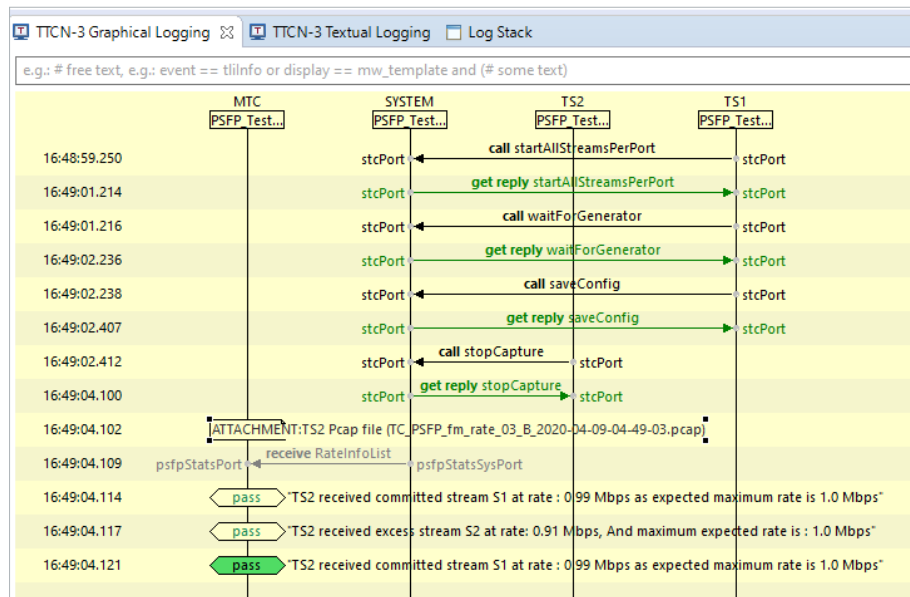 TTCN-3 Graphical Logging TTCN-3 Textual Logging Log Stack
e.g.: # free text, e.g.: event == tliInfo or display == mw_template and (# some text)
MTC SYSTEM TS2 TS1
PSFP_Test... PSFP_Test... PSFP_Test... PSFP_Test...
16:48:59.250 stcPort call startAllStreamsPerPort stcPort
16:49:01.214 stcPort get reply startAllStreamsPerPort stcPort
16:49:01.216 stcPort call waitForGenerator stcPort
16:49:02.236 stcPort get reply waitForGenerator stcPort
16:49:02.238 stcPort call saveConfig stcPort
16:49:02.407 stcPort get reply saveConfig stcPort
16:49:02.412 stcPort call stopCapture stcPort
16:49:04.100 stcPort get reply stopCapture stcPort
16:49:04.102 ATTACHMENT:TS2 Pcap file (TC_PSFP_fm_rate_03_B_2020-04-09-04-49-03.pcap)
16:49:04.109 psfpStatsPort receive RateInfoList psfpStatsSysPort
16:49:04.114 pass "TS2 received committed stream S1 at rate : 0.99 Mbps as expected maximum rate is 1.0 Mbps"
16:49:04.117 pass "TS2 received excess stream S2 at rate: 0.91 Mbps, And maximum expected rate is : 1.0 Mbps"
16:49:04.121 pass "TS2 received committed stream S1 at rate : 0.99 Mbps as expected maximum rate is 1.0 Mbps"